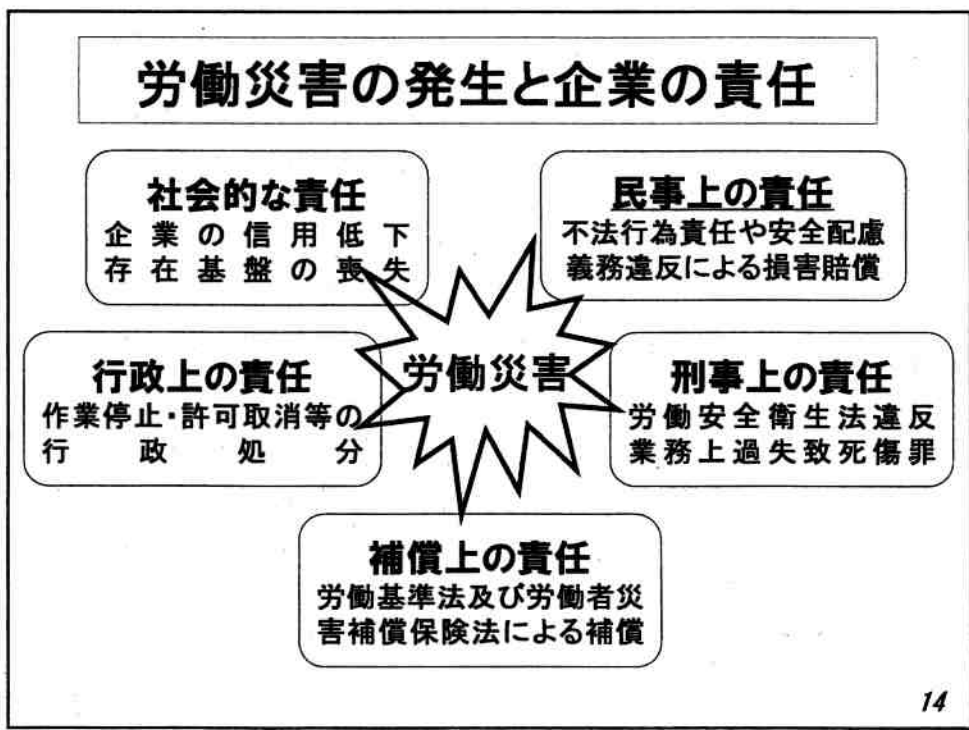 労働災害の発生と企業の責任
社会的な責任
企業の信用低下
存在基盤の喪失
民事上の責任
不法行為責任や安全配慮
義務違反による損害賠償
労働災害
行政上の責任
作業停止・許可取消等の
行政処分
刑事上の責任
労働安全衛生法違反
業務上過失致死傷罪
補償上の責任
労働基準法及び労働者災
害補償保険法による補償
14